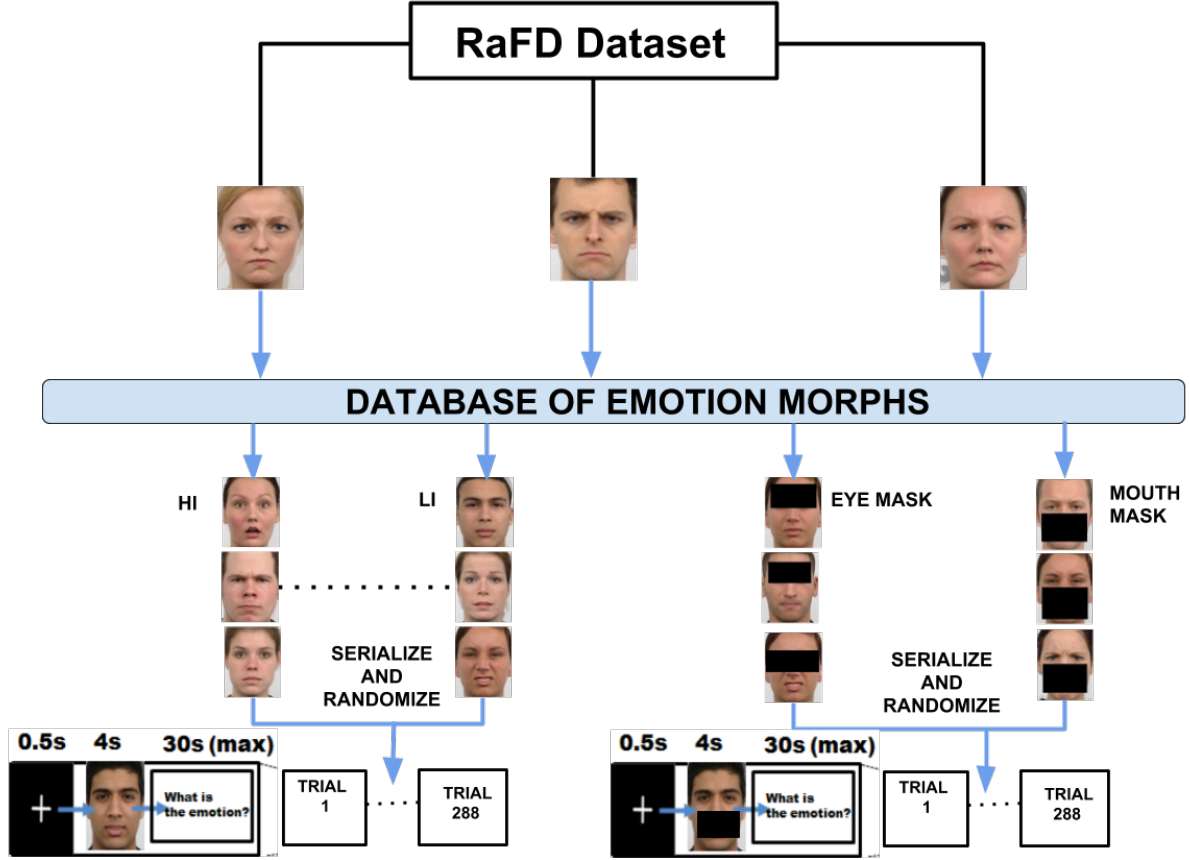 RaFD Dataset
DATABASE OF EMOTION MORPHS
HI
LI
EYE MASK
MOUTH
MASK
SERIALIZE
AND
RANDOMIZE
SERIALIZE
AND
RANDOMIZE
0.5s 4s 30s (max)
What is
the emotion?
TRIAL
1
TRIAL
288
0.5s 4s 30s (max)
What is
the emotion?
TRIAL
1
TRIAL
288